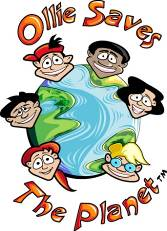 Ollie Saves
The Planet™